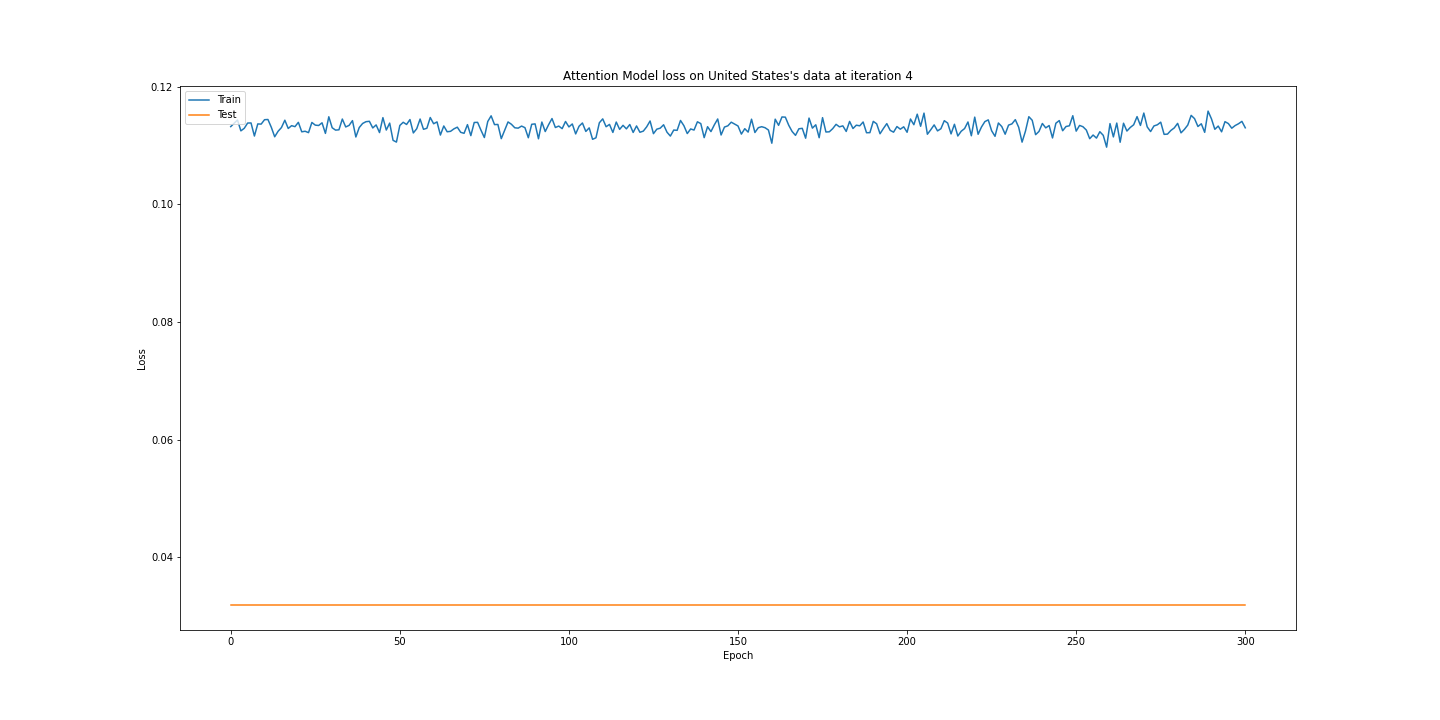 Attention Model loss on United States's data at iteration 4
0.12
Train
Test
0.10
0.08
Loss
0.06
0.04
0 50 100 150 200 250 300
Epoch